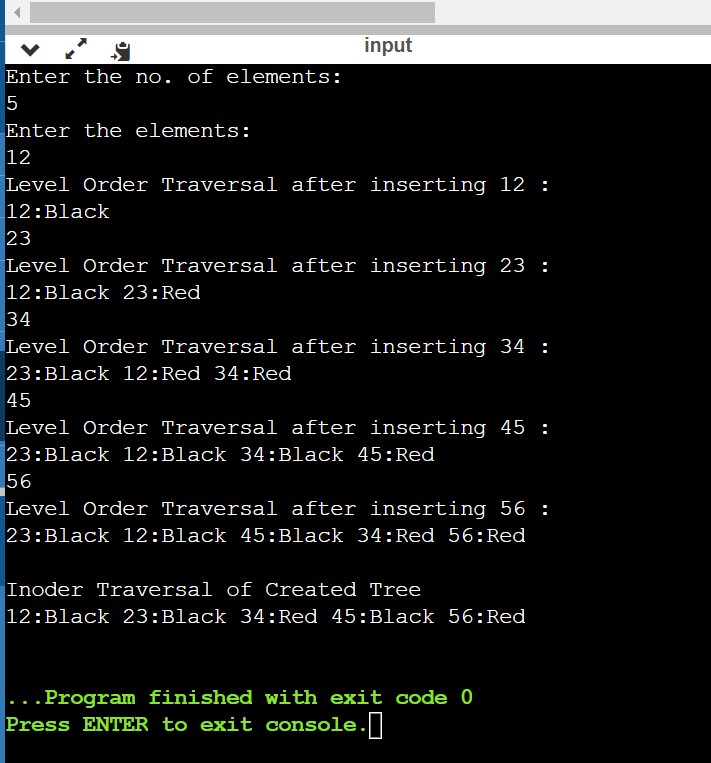 input
Enter the no. of elements:
5
Enter the elements:
12
Level Order Traversal after inserting 12 :
12:Black
23
Level Order Traversal after inserting 23 :
12:Black 23:Red
34
Level Order Traversal after inserting 34 :
23:Black 12:Red 34:Red
45
Level Order Traversal after inserting 45 :
23:Black 12:Black 34:Black 45:Red
56
Level Order Traversal after inserting 56 :
23:Black 12:Black 45:Black 34:Red 56:Red
Inoder Traversal of Created Tree
12:Black 23:Black 34:Red 45:Black 56:Red
...Program finished with exit code 0
Press ENTER to exit console.